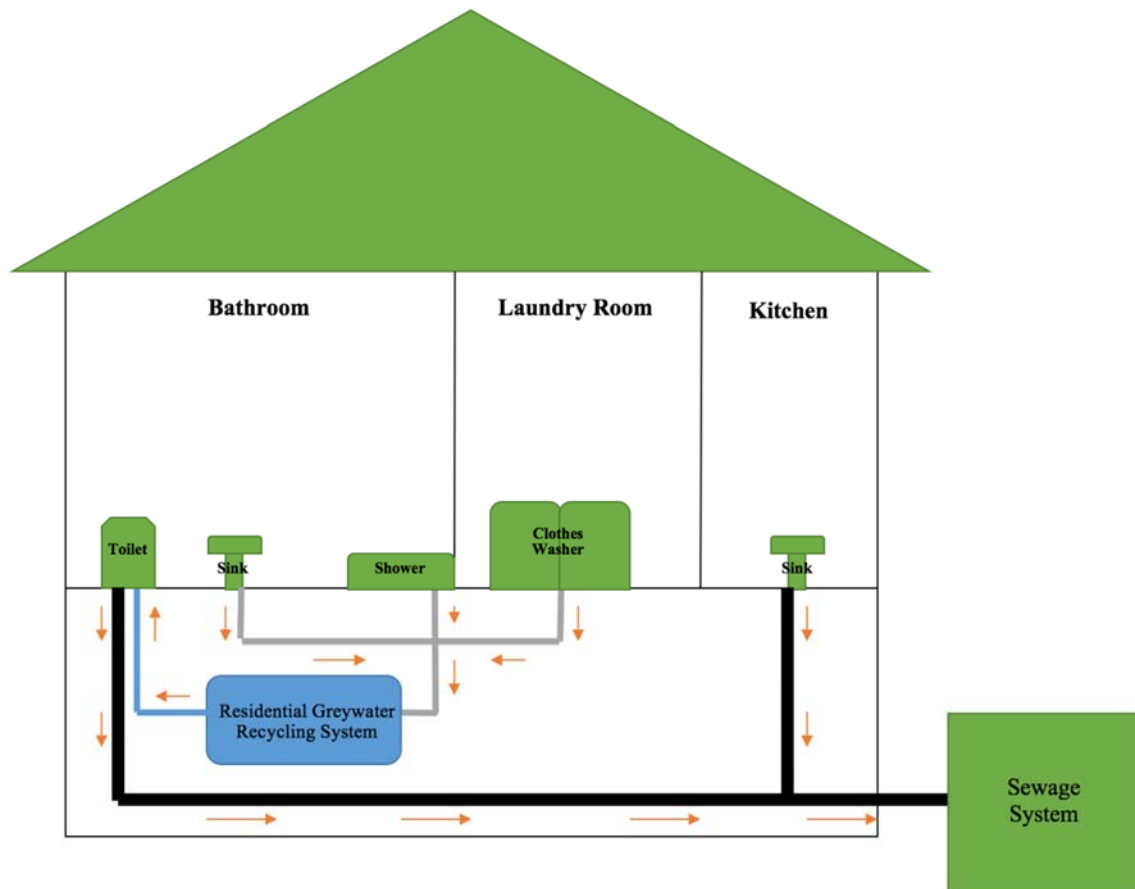 Bathroom
Laundry Room
Kitchen
Toilet
Sink
Shower
Clothes
Washer
Sink
Residential Greywater
Recycling System
Sewage
System